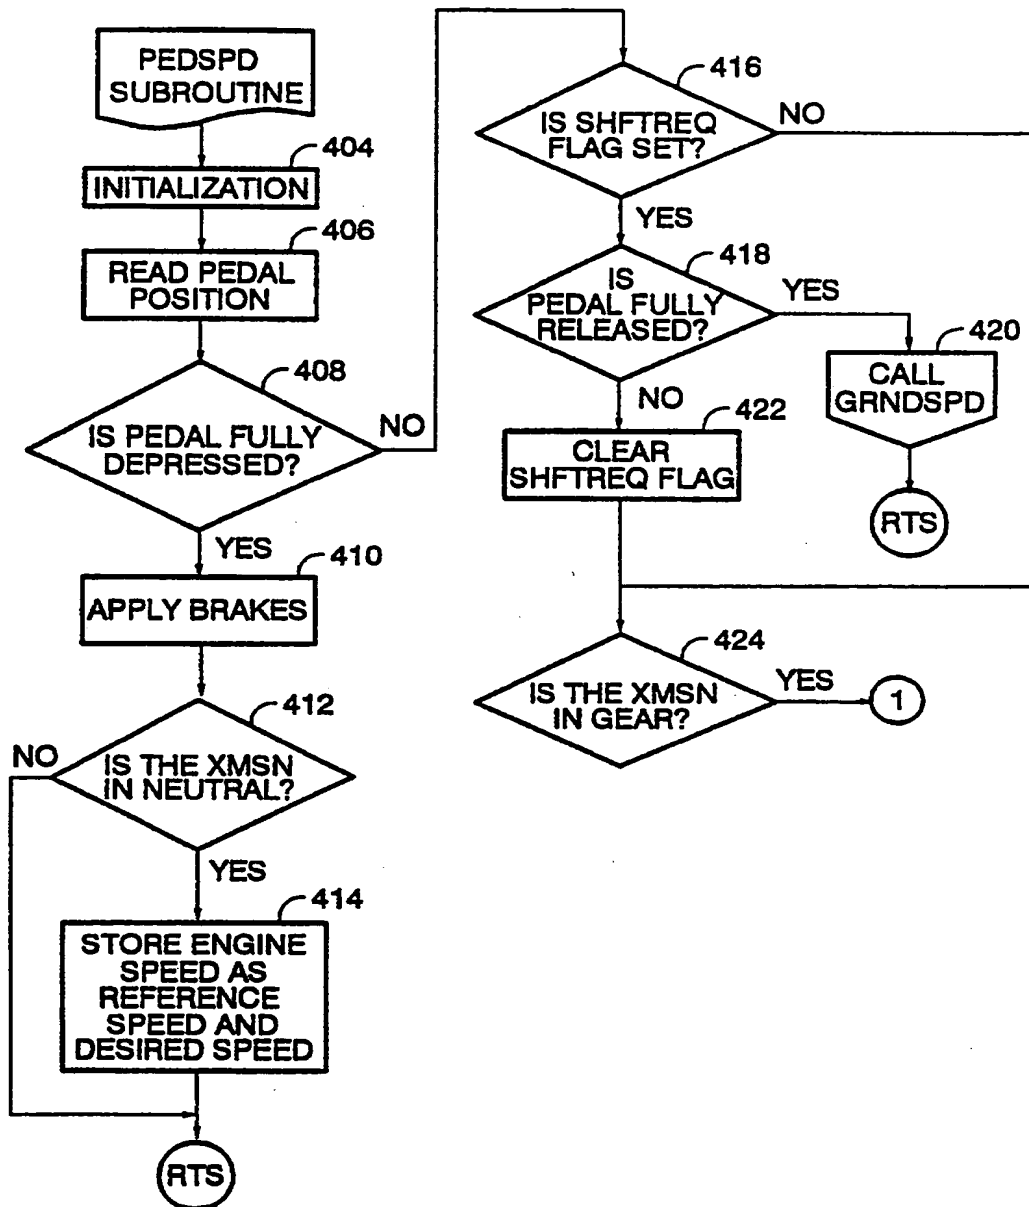 PEDSPD
SUBROUTINE
404
INITIALIZATION
406
READ PEDAL
POSITION
408
IS PEDAL FULLY
DEPRESSED?
NO
YES
410
APPLY BRAKES
412
NO
IS THE XMSN
IN NEUTRAL?
YES
414
STORE ENGINE
SPEED AS
REFERENCE
SPEED AND
DESIRED SPEED
RTS
416
IS SHFTREQ
FLAG SET?
NO
YES
418
IS
PEDAL FULLY
RELEASED?
YES
420
CALL
GRNDSPD
RTS
NO
422
CLEAR
SHFTREQ FLAG
424
IS THE XMSN
IN GEAR?
YES
1